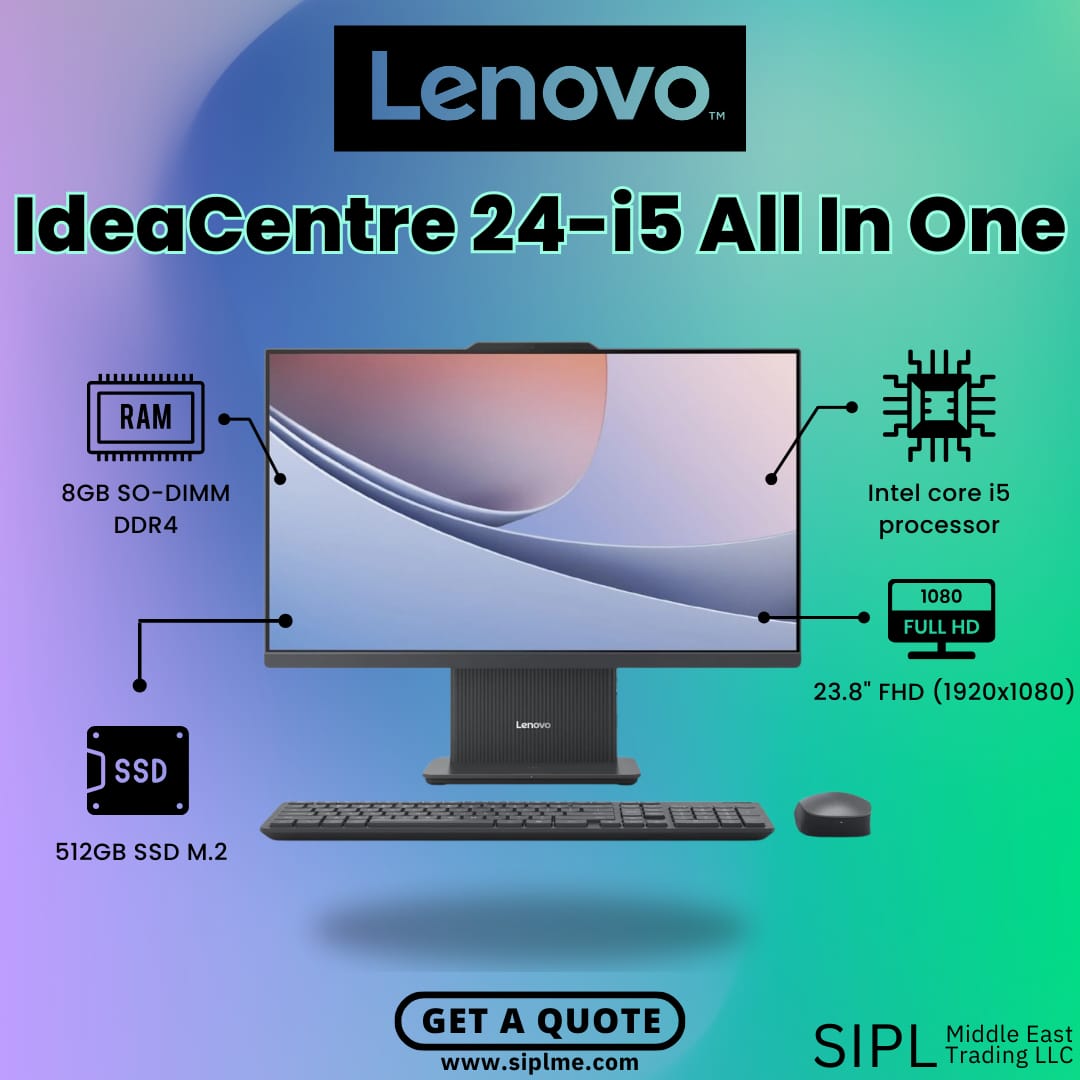 Lenovo™
IdeaCentre 24-i5 All In One
RAM
8GB SO-DIMM
DDR4
Intel core i5
processor
1080
FULL HD
23.8" FHD (1920x1080)
Lenovo
SSD
512GB SSD M.2
GET A QUOTE
www.siplme.com
SIPL Middle East
Trading LLC